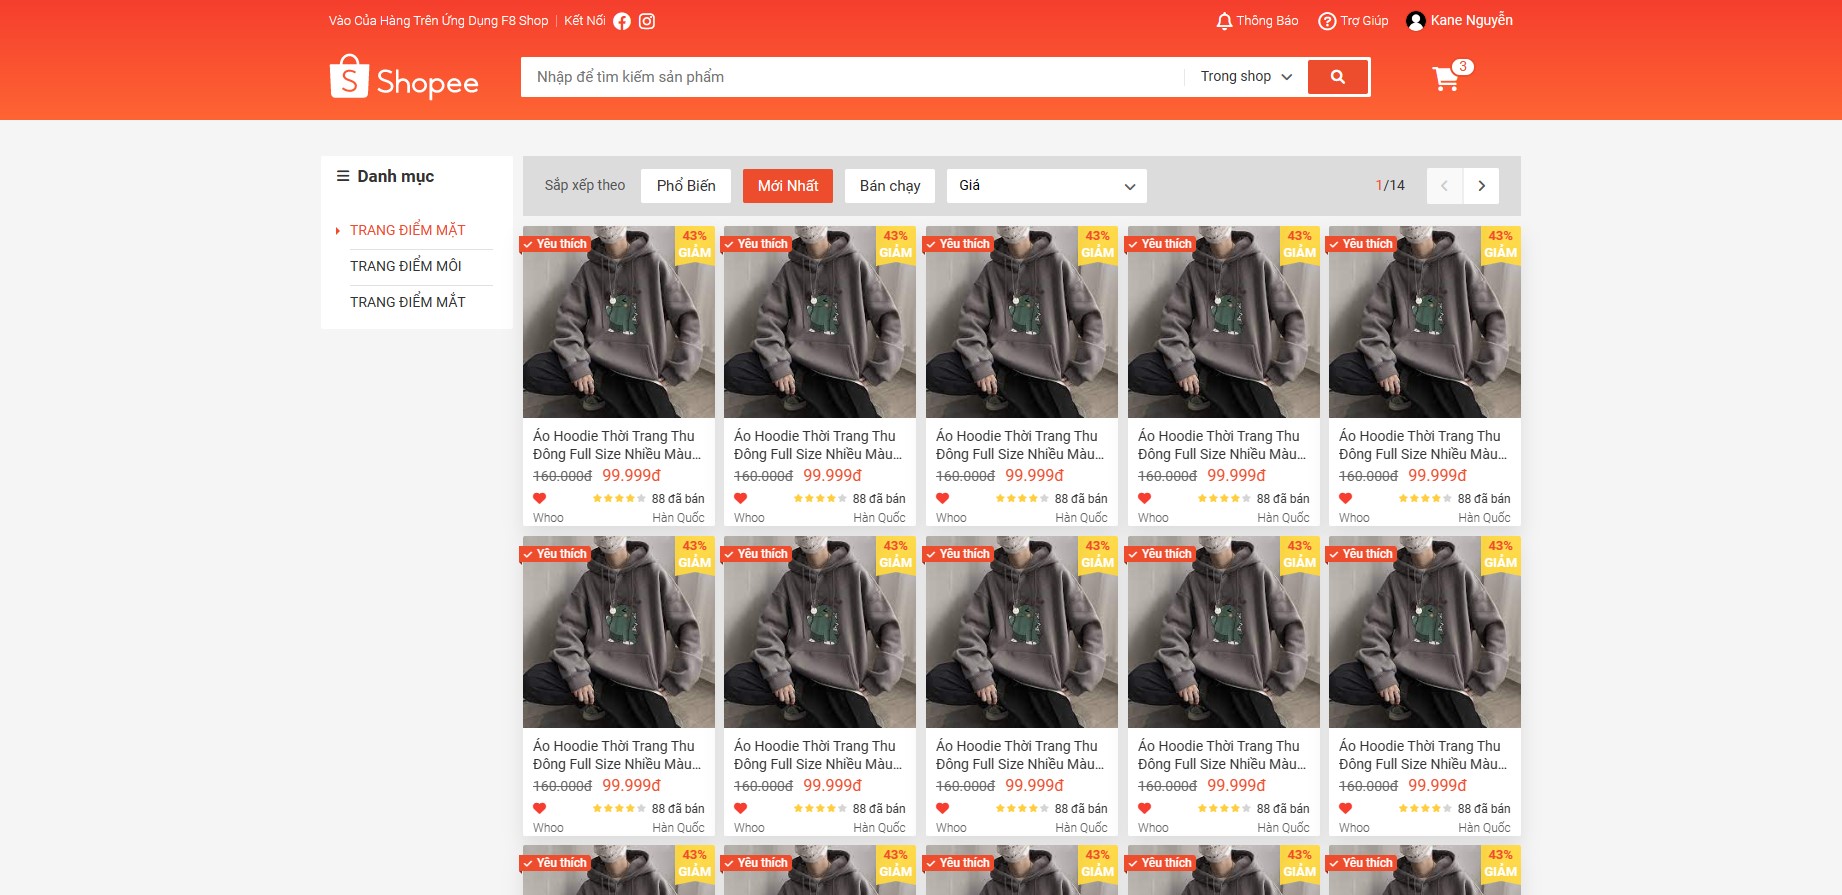 Vào Của Hàng Trên Ứng Dụng F8 Shop Kết Nối Thông Báo Trợ Giúp Kane Nguyễn
Shopee Nhập để tìm kiếm sản phẩm Trong shop 3
Danh mục
TRANG ĐIỂM MẶT
TRANG ĐIỂM MÔI
TRANG ĐIỂM MẮT
Sắp xếp theo Phổ Biến Mới Nhất Bán chạy Giá 1/14
Yêu thích 43% Yêu thích 43% Yêu thích 43% Yêu thích 43% Yêu thích 43%
GIẢM GIẢM GIẢM GIẢM GIẢM
Áo Hoodie Thời Trang Thu Áo Hoodie Thời Trang Thu Áo Hoodie Thời Trang Thu Áo Hoodie Thời Trang Thu Áo Hoodie Thời Trang Thu
Đông Full Size Nhiều Màu... Đông Full Size Nhiều Màu... Đông Full Size Nhiều Màu... Đông Full Size Nhiều Màu... Đông Full Size Nhiều Màu...
160.000đ 99.999đ 160.000đ 99.999đ 160.000đ 99.999đ 160.000đ 99.999đ 160.000đ 99.999đ
88 đã bán 88 đã bán 88 đã bán 88 đã bán 88 đã bán
Whoo Hàn Quốc Whoo Hàn Quốc Whoo Hàn Quốc Whoo Hàn Quốc Whoo Hàn Quốc
Yêu thích 43% Yêu thích 43% Yêu thích 43% Yêu thích 43% Yêu thích 43%
GIẢM GIẢM GIẢM GIẢM GIẢM
Áo Hoodie Thời Trang Thu Áo Hoodie Thời Trang Thu Áo Hoodie Thời Trang Thu Áo Hoodie Thời Trang Thu Áo Hoodie Thời Trang Thu
Đông Full Size Nhiều Màu... Đông Full Size Nhiều Màu... Đông Full Size Nhiều Màu... Đông Full Size Nhiều Màu... Đông Full Size Nhiều Màu...
160.000đ 99.999đ 160.000đ 99.999đ 160.000đ 99.999đ 160.000đ 99.999đ 160.000đ 99.999đ
88 đã bán 88 đã bán 88 đã bán 88 đã bán 88 đã bán
Whoo Hàn Quốc Whoo Hàn Quốc Whoo Hàn Quốc Whoo Hàn Quốc Whoo Hàn Quốc
Yêu thích 43% Yêu thích 43% Yêu thích 43% Yêu thích 43% Yêu thích 43%
GIẢM GIẢM GIẢM GIẢM GIẢM